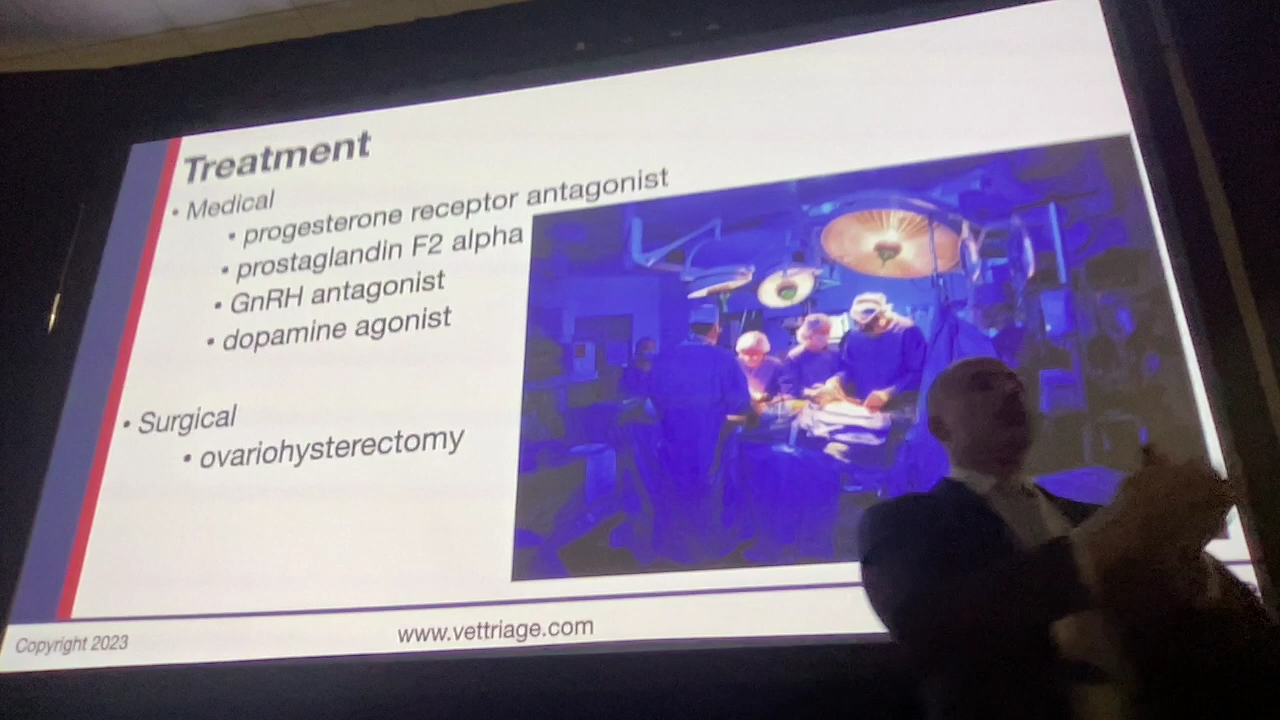 Treatment
• Medical
• progesterone receptor antagonist
• prostaglandin F2 alpha
• GnRH antagonist
• dopamine agonist
• Surgical
• ovariohysterectomy
Copyright 2023
www.vettriage.com